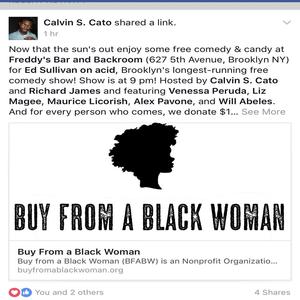 Calvin S. Cato shared a link.
1 hr
Now that the sun's out enjoy some free comedy & candy at
Freddy's Bar and Backroom (627 5th Avenue, Brooklyn NY)
for Ed Sullivan on acid, Brooklyn's longest-running free
comedy show! Show is at 9 pm! Hosted by Calvin S. Cato
and Richard James and featuring Venessa Peruda, Liz
Magee, Maurice Licorish, Alex Pavone, and Will Abeles.
And for every person who comes, we donate $1... See More
BUY FROM A BLACK WOMAN
Buy From a Black Woman
Buy from a Black Woman (BFABW) is an Nonprofit Organizatio...
buyfromablackwoman.org
You and 2 others
4 Shares